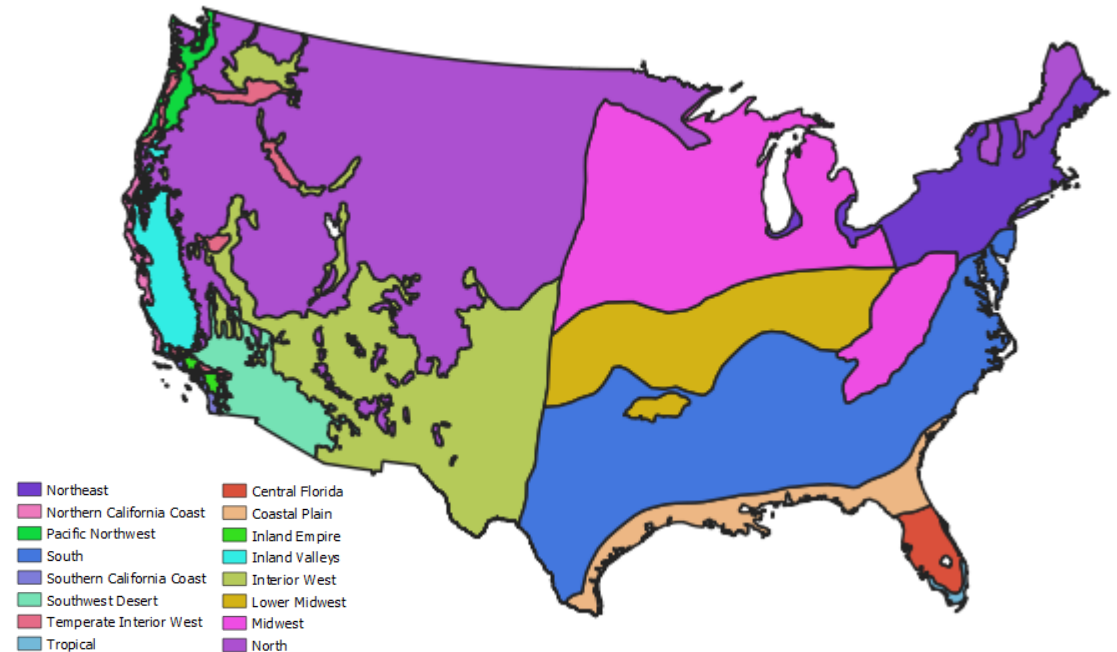 Northeast
Northern California Coast
Pacific Northwest
South
Southern California Coast
Southwest Desert
Temperate Interior West
Tropical
Central Florida
Coastal Plain
Inland Empire
Inland Valleys
Interior West
Lower Midwest
Midwest
North